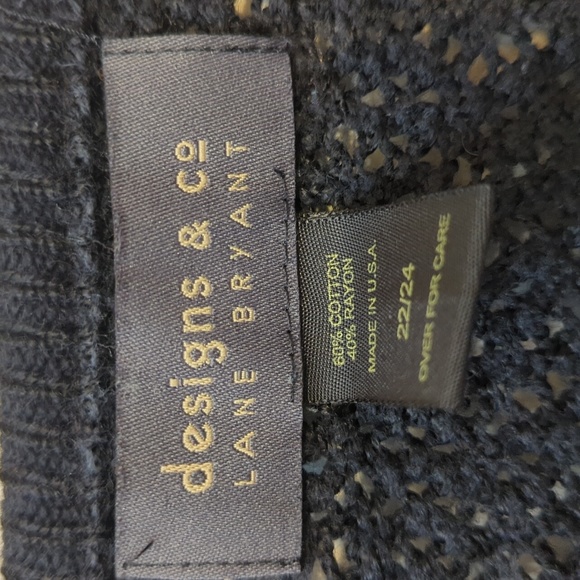 designs & co
LANE BRYANT
60% COTTON
40% RAYON
MADE IN U.S.A.
22/24
OVER FOR CARE